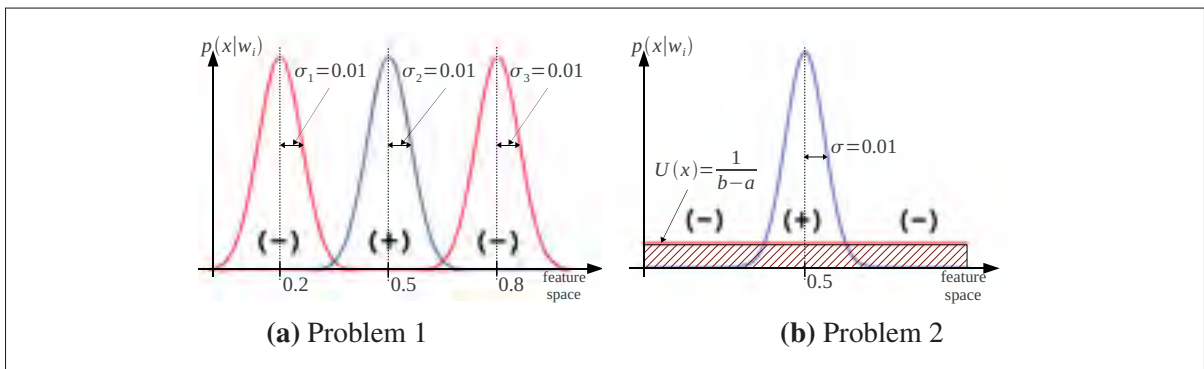 p(x|w_i)
σ_1=0.01
σ_2=0.01
σ_3=0.01
(-)
(+)
(-)
0.2
0.5
0.8
feature
space
(a) Problem 1
p(x|w_i)
σ=0.01
U(x)=1/(b-a)
(-)
(+)
(-)
0.5
feature
space
(b) Problem 2